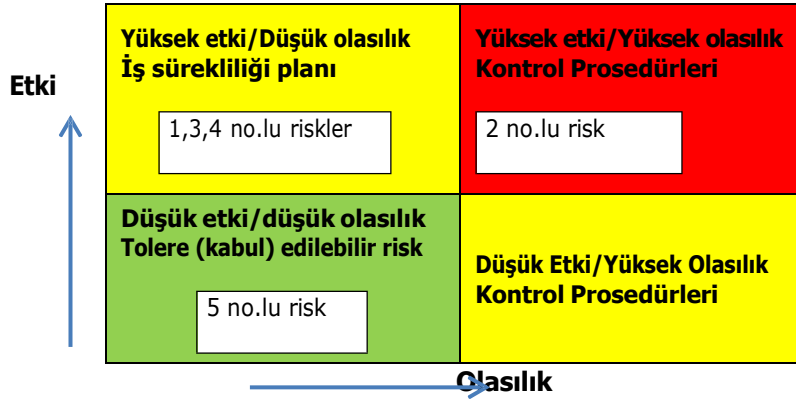 Etki
Yüksek etki/Düşük olasılık
İş sürekliliği planı
1,3,4 no.lu riskler
Yüksek etki/Yüksek olasılık
Kontrol Prosedürleri
2 no.lu risk
Düşük etki/düşük olasılık
Tolere (kabul) edilebilir risk
5 no.lu risk
Düşük Etki/Yüksek Olasılık
Kontrol Prosedürleri
Olasılık